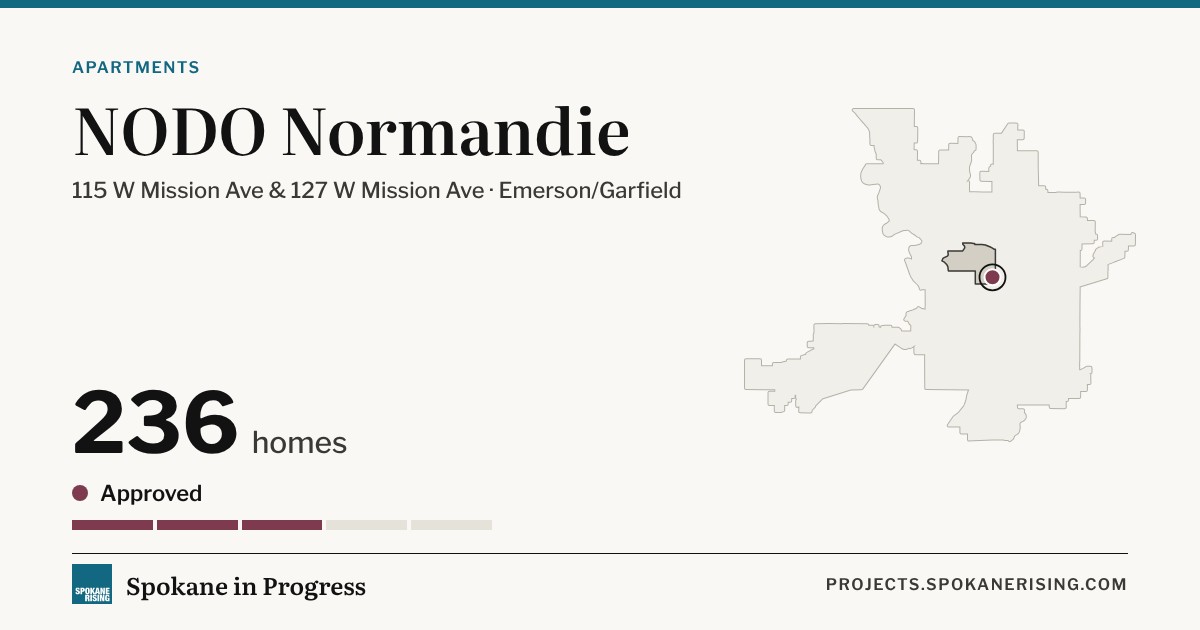 APARTMENTS
NODO Normandie
115 W Mission Ave & 127 W Mission Ave · Emerson/Garfield
236 homes
Approved
SPOKANE
RISING
Spokane in Progress
PROJECTS.SPOKANERISING.COM